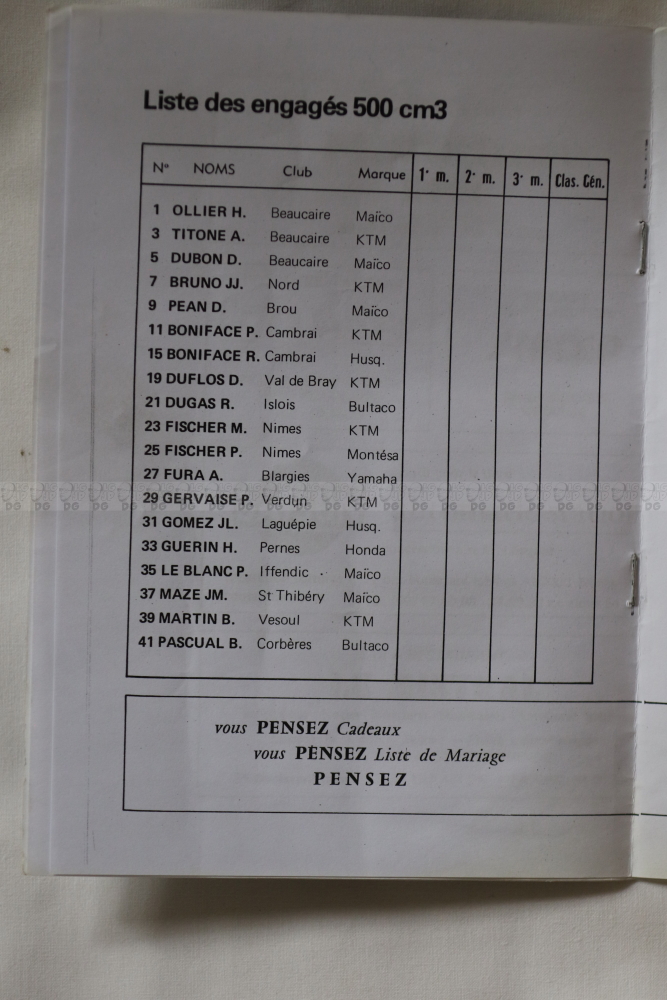 Liste des engagés 500 cm3
N° NOMS Club Marque 1° m. 2° m. 3° m. Clas. Gén.
1 OLLIER H. Beaucaire Maïco
3 TITONE A. Beaucaire KTM
5 DUBON D. Beaucaire Maïco
7 BRUNO JJ. Nord KTM
9 PEAN D. Brou Maïco
11 BONIFACE P. Cambrai KTM
15 BONIFACE R. Cambrai Husq.
19 DUFLOS D. Val de Bray KTM
21 DUGAS R. Islois Bultaco
23 FISCHER M. Nimes KTM
25 FISCHER P. Nimes Montésa
27 FURA A. Blargies Yamaha
29 GERVAISE P. Verdun KTM
31 GOMEZ JL. Laguépie Husq.
33 GUERIN H. Pernes Honda
35 LE BLANC P. Iffendic Maïco
37 MAZE JM. St Thibéry Maïco
39 MARTIN B. Vesoul KTM
41 PASCUAL B. Corbères Bultaco
vous PENSEZ Cadeaux
vous PENSEZ Liste de Mariage
PENSEZ